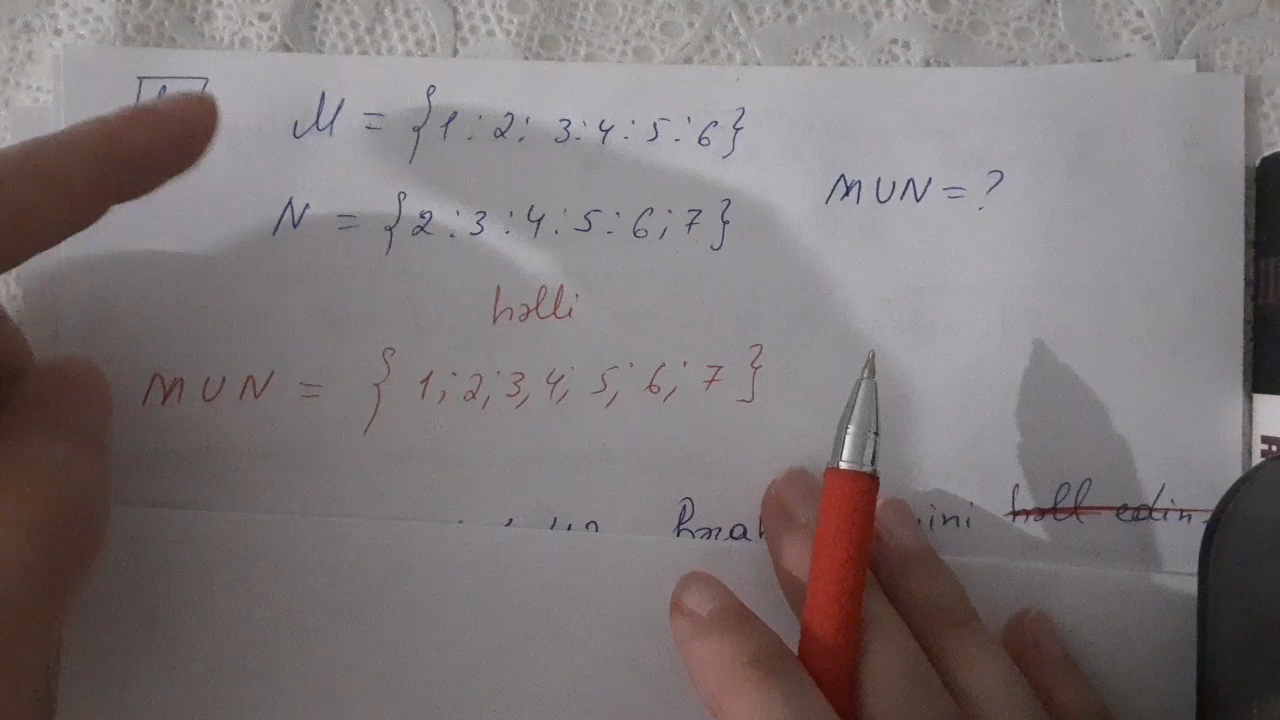 M = {1; 2; 3; 4; 5; 6}
M U N = ?
N = {2; 3; 4; 5; 6; 7}
həlli
M U N = { 1; 2; 3, 4; 5; 6; 7 }
həll edin